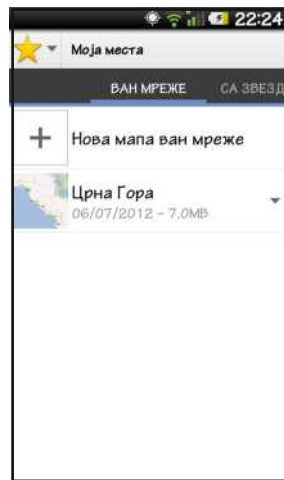 22:24
Моја места
ВАН МРЕЖЕ СА ЗВЕЗД
Нова мапа ван мреже
Црна Гора
06/07/2012 - 7.0MB